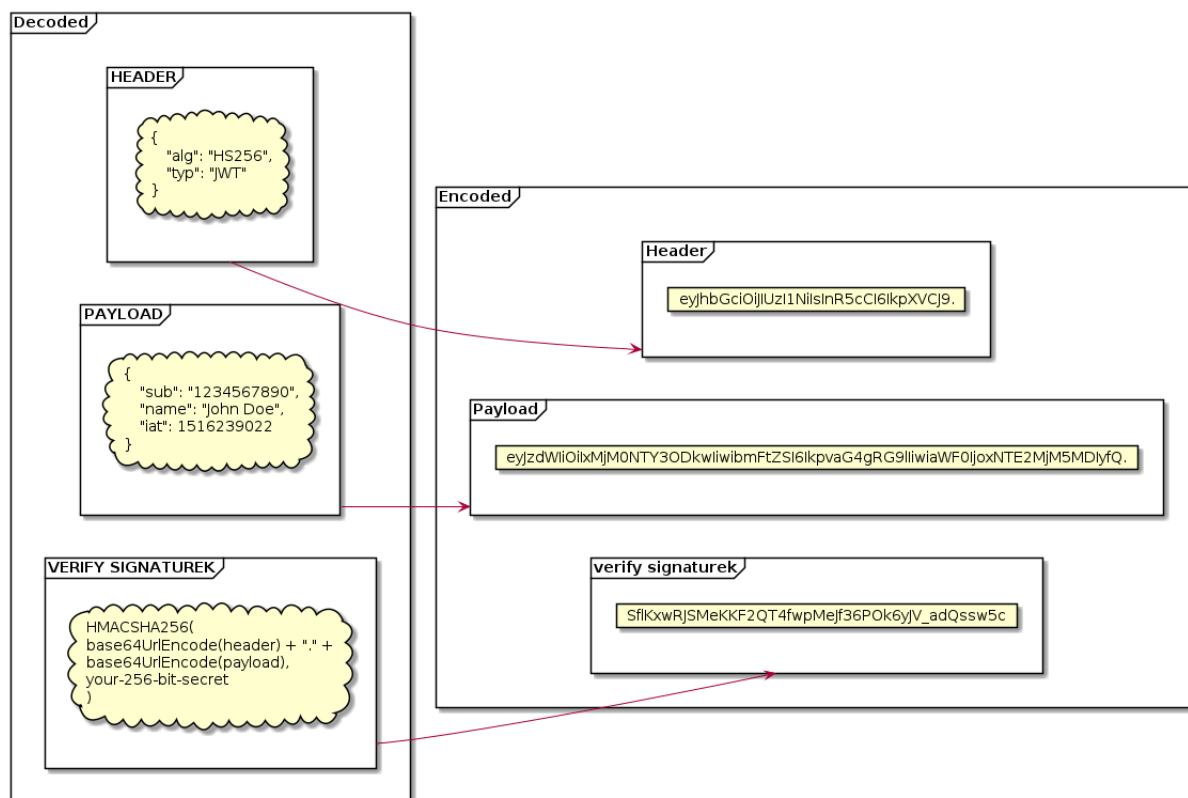 Decoded
HEADER
{
"alg": "HS256",
"typ": "JWT"
}
PAYLOAD
{
"sub": "1234567890",
"name": "John Doe",
"iat": 1516239022
}
VERIFY SIGNATUREK
HMACSHA256(
base64UrlEncode(header) + "." +
base64UrlEncode(payload),
your-256-bit-secret
)
Encoded
Header
eyJhbGciOiJIUzI1NiIsInR5cCI6IkpXVCJ9.
Payload
eyJzdWIiOiIxMjM0NTY3ODkwIiwibmFtZSI6IkpvaG4gRG9lIiwiaWF0IjoxNTE2MjM5MDIyfQ.
verify signaturek
SflKxwRJSMeKKF2QT4fwpMeJf36POk6yJV_adQssw5c